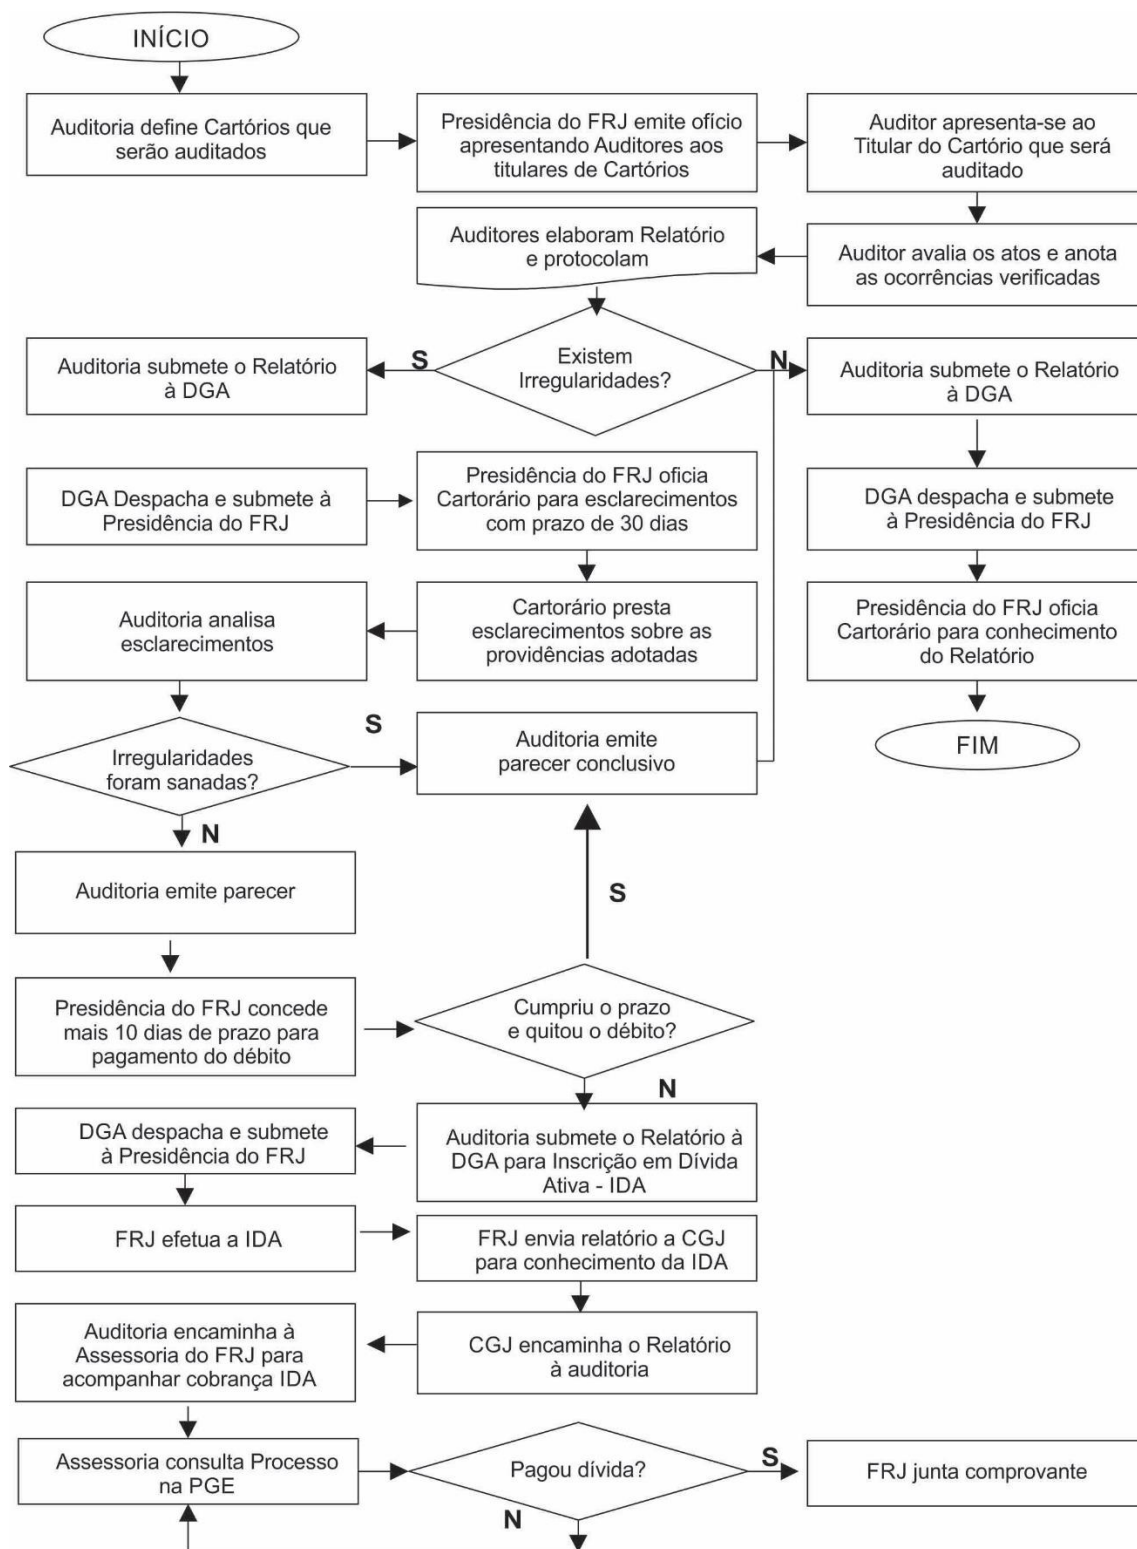 INÍCIO
Auditoria define Cartórios que
serão auditados
Presidência do FRJ emite ofício
apresentando Auditores aos
titulares de Cartórios
Auditor apresenta-se ao
Titular do Cartório que será
auditado
Auditores elaboram Relatório
e protocolam
Auditor avalia os atos e anota
as ocorrências verificadas
Auditoria submete o Relatório
à DGA
S
Existem
Irregularidades?
N
Auditoria submete o Relatório
à DGA
DGA Despacha e submete à
Presidência do FRJ
Presidência do FRJ oficia
Cartorário para esclarecimentos
com prazo de 30 dias
DGA despacha e submete
à Presidência do FRJ
Auditoria analisa
esclarecimentos
Cartorário presta
esclarecimentos sobre as
providências adotadas
Presidência do FRJ oficia
Cartorário para conhecimento
do Relatório
Irregularidades
foram sanadas?
S
Auditoria emite
parecer conclusivo
FIM
N
Auditoria emite parecer
S
Presidência do FRJ concede
mais 10 dias de prazo para
pagamento do débito
Cumpriu o prazo
e quitou o débito?
N
DGA despacha e submete
à Presidência do FRJ
Auditoria submete o Relatório à
DGA para Inscrição em Dívida
Ativa - IDA
FRJ efetua a IDA
FRJ envia relatório a CGJ
para conhecimento da IDA
Auditoria encaminha à
Assessoria do FRJ para
acompanhar cobrança IDA
CGJ encaminha o Relatório
à auditoria
Assessoria consulta Processo
na PGE
Pagou dívida?
S
FRJ junta comprovante
N